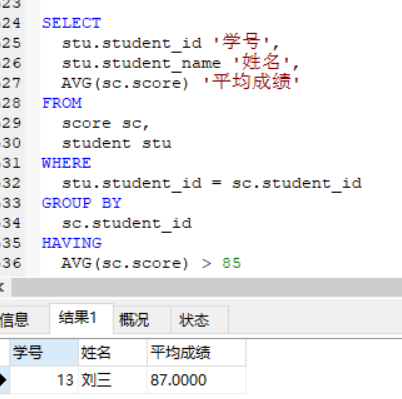 23
24 SELECT
25 stu.student_id '学号',
26 stu.student_name '姓名',
27 AVG(sc.score) '平均成绩'
28 FROM
29 score sc,
30 student stu
31 WHERE
32 stu.student_id = sc.student_id
33 GROUP BY
34 sc.student_id
35 HAVING
36 AVG(sc.score) > 85
信息 结果1 概况 状态
学号 姓名 平均成绩
13 刘三 87.0000